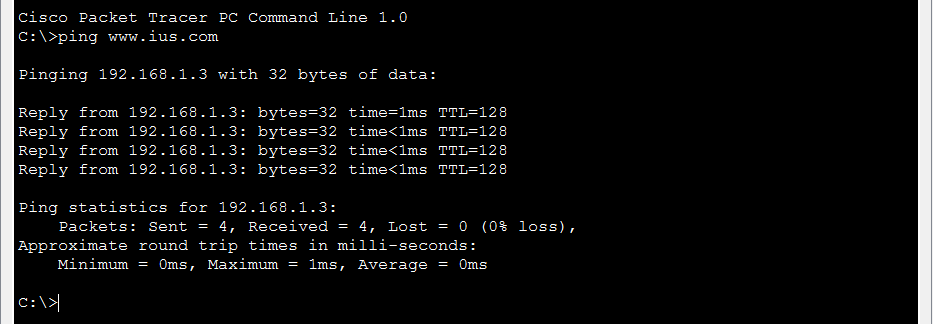 Cisco Packet Tracer PC Command Line 1.0
C:\>ping www.ius.com
Pinging 192.168.1.3 with 32 bytes of data:
Reply from 192.168.1.3: bytes=32 time=1ms TTL=128
Reply from 192.168.1.3: bytes=32 time<1ms TTL=128
Reply from 192.168.1.3: bytes=32 time<1ms TTL=128
Reply from 192.168.1.3: bytes=32 time<1ms TTL=128
Ping statistics for 192.168.1.3:
Packets: Sent = 4, Received = 4, Lost = 0 (0% loss),
Approximate round trip times in milli-seconds:
Minimum = 0ms, Maximum = 1ms, Average = 0ms
C:\>